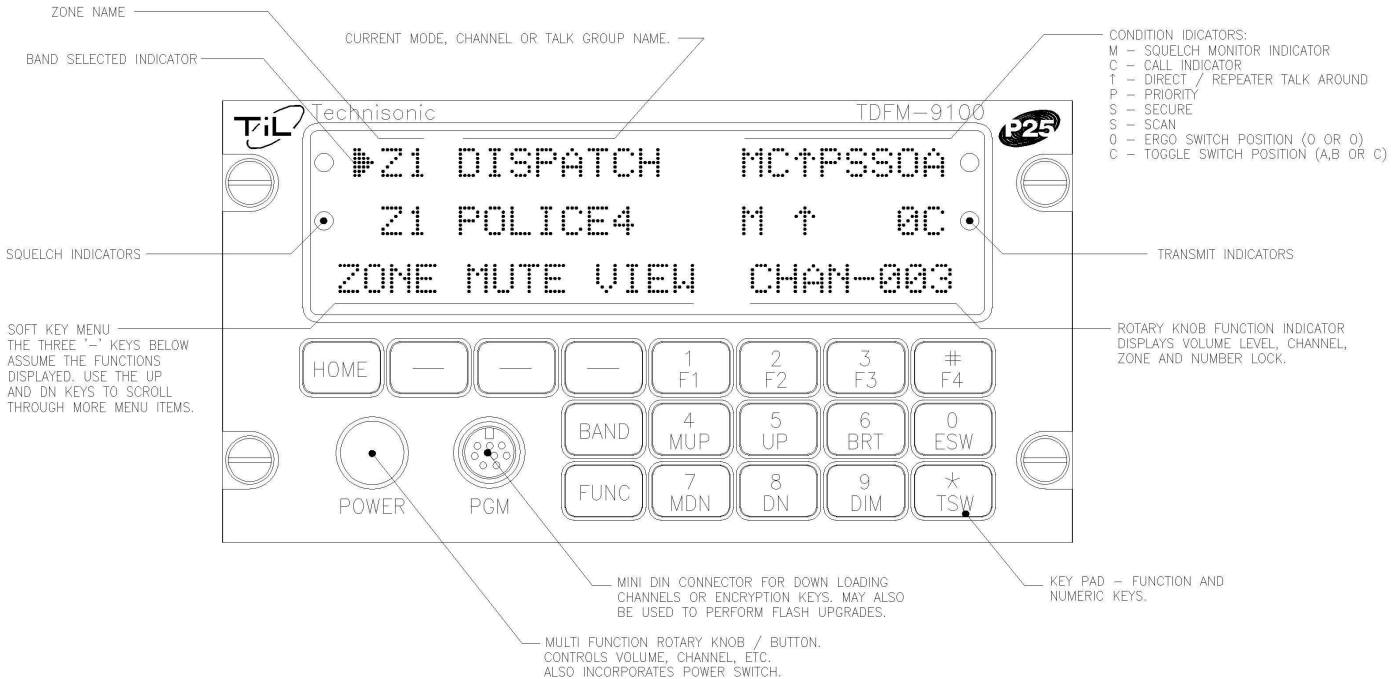 ZONE NAME
CURRENT MODE, CHANNEL OR TALK GROUP NAME.
BAND SELECTED INDICATOR
CONDITION IDICATORS:
M – SQUELCH MONITOR INDICATOR
C – CALL INDICATOR
↑ – DIRECT / REPEATER TALK AROUND
P – PRIORITY
S – SECURE
S – SCAN
0 – ERGO SWITCH POSITION (O OR 0)
C – TOGGLE SWITCH POSITION (A,B OR C)
TiL Technisonic TDFM–9100 P25
Z1 DISPATCH MC↑PSSOA
Z1 POLICE4 M ↑ 0C
ZONE MUTE VIEW CHAN–003
SQUELCH INDICATORS
TRANSMIT INDICATORS
SOFT KEY MENU
THE THREE '–' KEYS BELOW
ASSUME THE FUNCTIONS
DISPLAYED. USE THE UP
AND DN KEYS TO SCROLL
THROUGH MORE MENU ITEMS.
ROTARY KNOB FUNCTION INDICATOR
DISPLAYS VOLUME LEVEL, CHANNEL,
ZONE AND NUMBER LOCK.
HOME — — — 1 2 3 #
F1 F2 F3 F4
BAND 4 5 6 0
MUP UP BRT ESW
FUNC 7 8 9 *
MDN DN DIM TSW
POWER PGM
MINI DIN CONNECTOR FOR DOWN LOADING
CHANNELS OR ENCRYPTION KEYS. MAY ALSO
BE USED TO PERFORM FLASH UPGRADES.
KEY PAD – FUNCTION AND
NUMERIC KEYS.
MULTI FUNCTION ROTARY KNOB / BUTTON.
CONTROLS VOLUME, CHANNEL, ETC.
ALSO INCORPORATES POWER SWITCH.